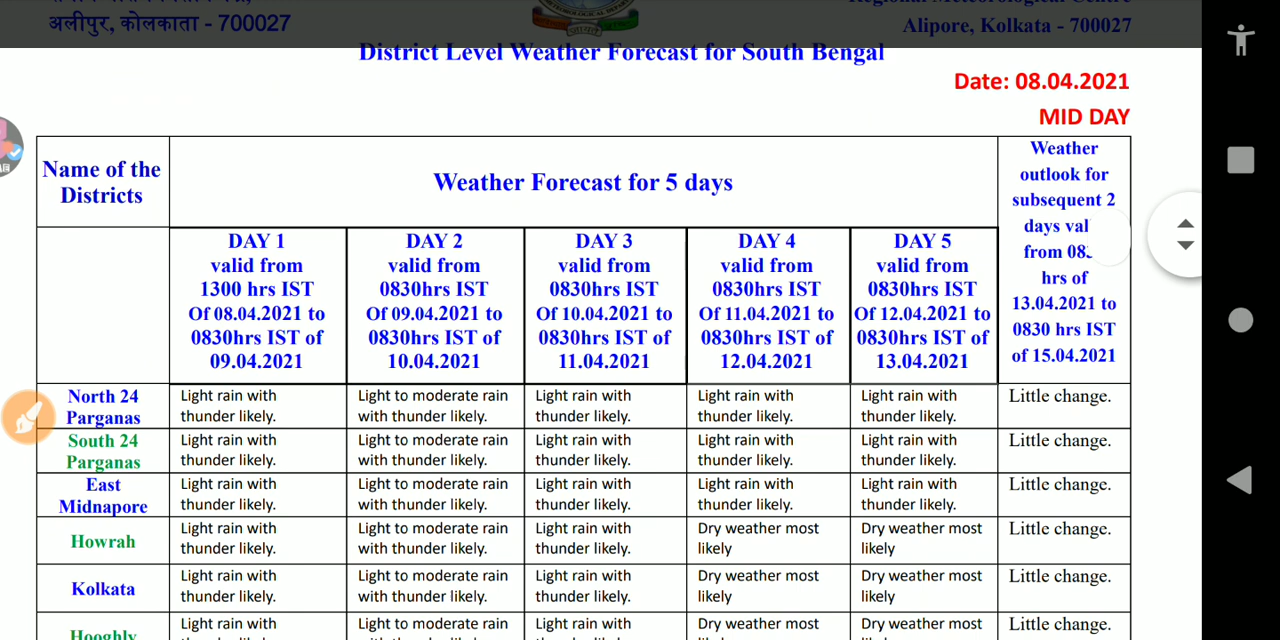 अलीपुर, कोलकाता - 700027
METEOROLOGICAL
Regional Meteorological Centre
Alipore, Kolkata - 700027
District Level Weather Forecast for South Bengal
Date: 08.04.2021
MID DAY
Name of the
Districts
Weather Forecast for 5 days
Weather
outlook for
subsequent 2
days val
from 083
hrs of
13.04.2021 to
0830 hrs IST
of 15.04.2021
DAY 1
valid from
1300 hrs IST
Of 08.04.2021 to
0830hrs IST of
09.04.2021
DAY 2
valid from
0830hrs IST
Of 09.04.2021 to
0830hrs IST of
10.04.2021
DAY 3
valid from
0830hrs IST
Of 10.04.2021 to
0830hrs IST of
11.04.2021
DAY 4
valid from
0830hrs IST
Of 11.04.2021 to
0830hrs IST of
12.04.2021
DAY 5
valid from
0830hrs IST
Of 12.04.2021 to
0830hrs IST of
13.04.2021
North 24
Parganas
Light rain with
thunder likely.
Light to moderate rain
with thunder likely.
Light rain with
thunder likely.
Light rain with
thunder likely.
Light rain with
thunder likely.
Little change.
South 24
Parganas
Light rain with
thunder likely.
Light to moderate rain
with thunder likely.
Light rain with
thunder likely.
Light rain with
thunder likely.
Light rain with
thunder likely.
Little change.
East
Midnapore
Light rain with
thunder likely.
Light to moderate rain
with thunder likely.
Light rain with
thunder likely.
Light rain with
thunder likely.
Light rain with
thunder likely.
Little change.
Howrah
Light rain with
thunder likely.
Light to moderate rain
with thunder likely.
Light rain with
thunder likely.
Dry weather most
likely
Dry weather most
likely
Little change.
Kolkata
Light rain with
thunder likely.
Light to moderate rain
with thunder likely.
Light rain with
thunder likely.
Dry weather most
likely
Dry weather most
likely
Little change.
Hooghly
Light rain with
Light to moderate rain
Light rain with
Dry weather most
Dry weather most
Little change.